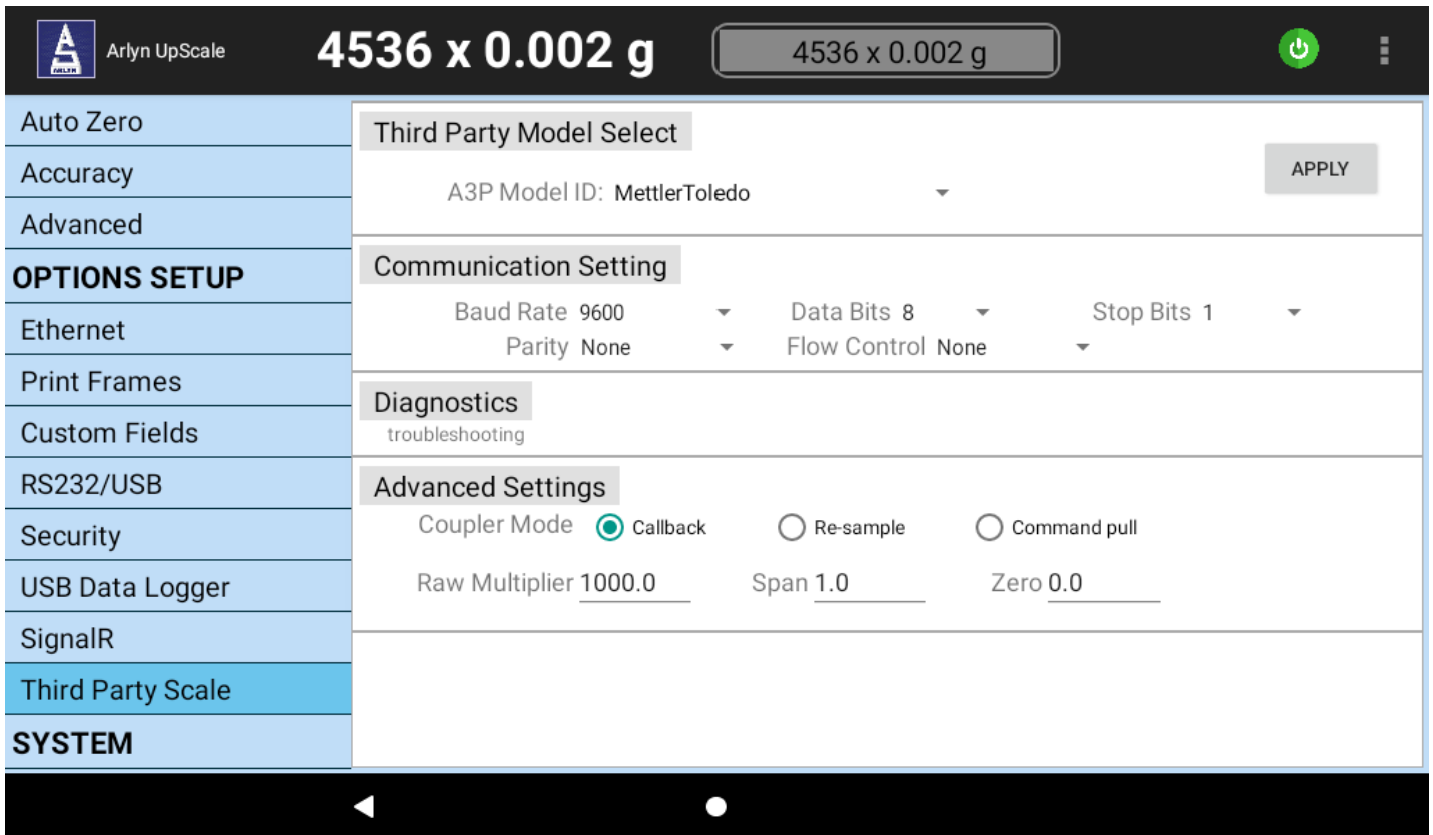 ARLYN
Arlyn UpScale
4536 x 0.002 g
4536 x 0.002 g
Auto Zero
Accuracy
Advanced
OPTIONS SETUP
Ethernet
Print Frames
Custom Fields
RS232/USB
Security
USB Data Logger
SignalR
Third Party Scale
SYSTEM
Third Party Model Select
A3P Model ID: MettlerToledo
APPLY
Communication Setting
Baud Rate 9600 Data Bits 8 Stop Bits 1
Parity None Flow Control None
Diagnostics
troubleshooting
Advanced Settings
Coupler Mode Callback Re-sample Command pull
Raw Multiplier 1000.0 Span 1.0 Zero 0.0